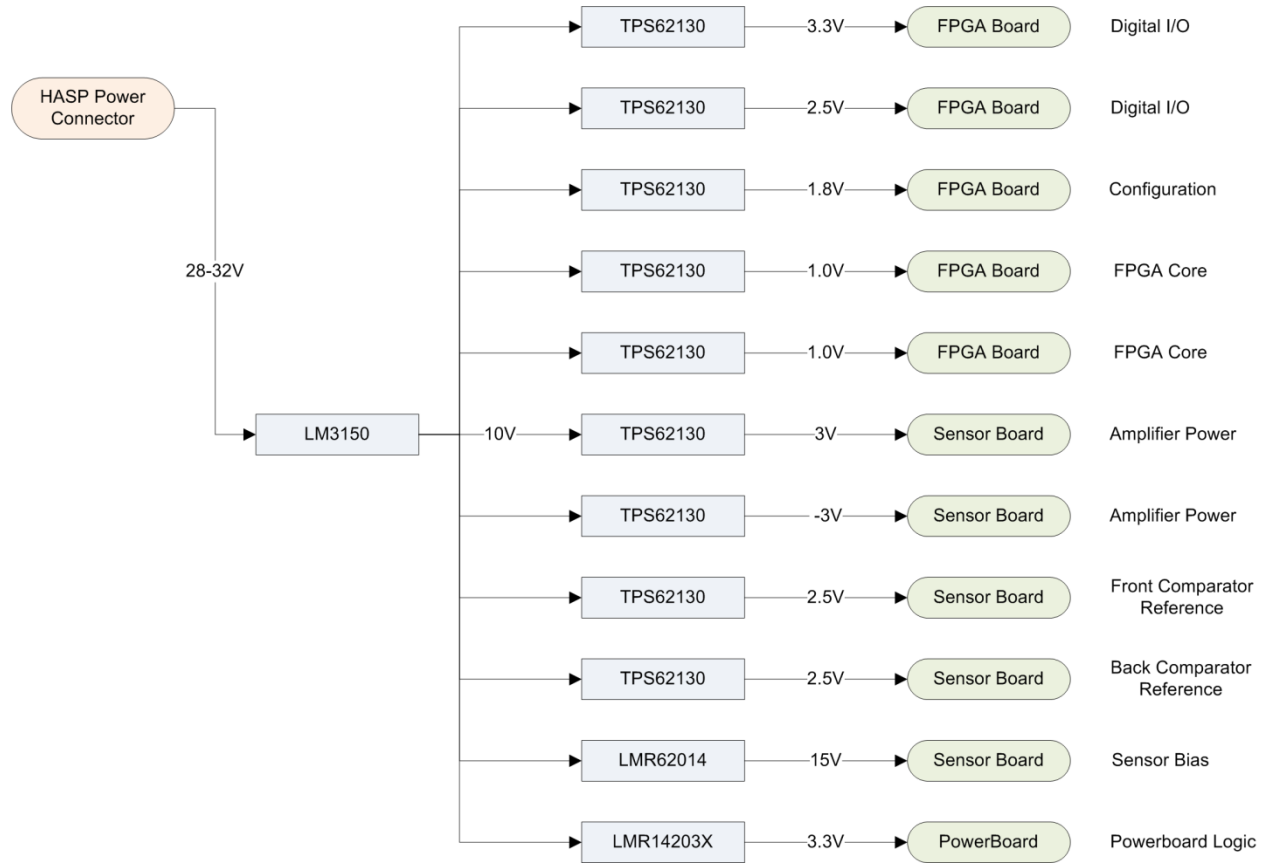 TPS62130 3.3V FPGA Board Digital I/O
HASP Power
Connector
TPS62130 2.5V FPGA Board Digital I/O
TPS62130 1.8V FPGA Board Configuration
28-32V
TPS62130 1.0V FPGA Board FPGA Core
TPS62130 1.0V FPGA Board FPGA Core
LM3150 10V TPS62130 3V Sensor Board Amplifier Power
TPS62130 -3V Sensor Board Amplifier Power
TPS62130 2.5V Sensor Board Front Comparator
Reference
TPS62130 2.5V Sensor Board Back Comparator
Reference
LMR62014 15V Sensor Board Sensor Bias
LMR14203X 3.3V PowerBoard Powerboard Logic